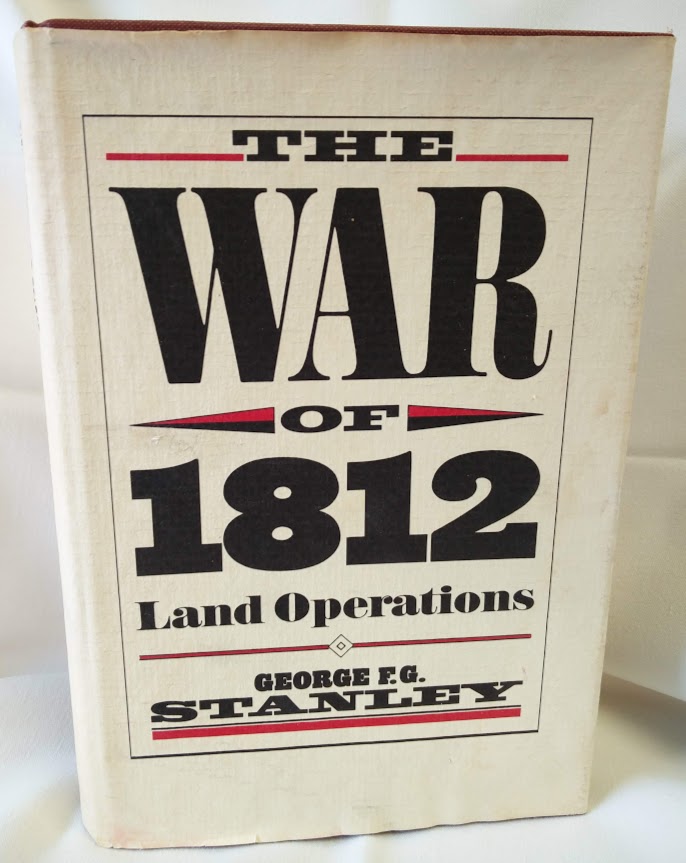 THE
WAR
OF
1812
Land Operations
GEORGE F.G.
STANLEY